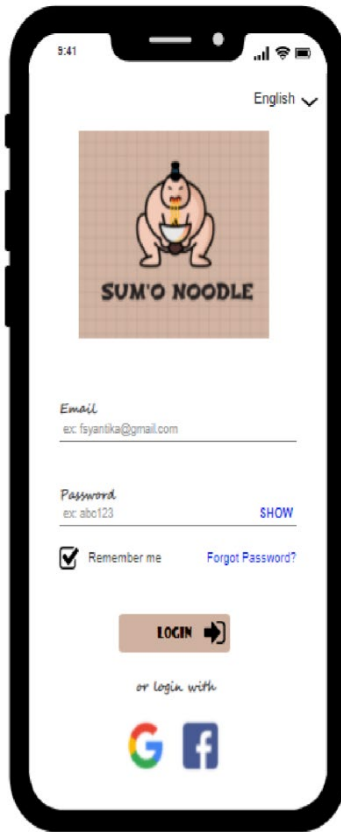 9:41
English
SUM'O NOODLE
Email
ex: fsyantika@gmail.com
Password
ex: abc123 SHOW
Remember me Forgot Password?
LOGIN
or login with
G f